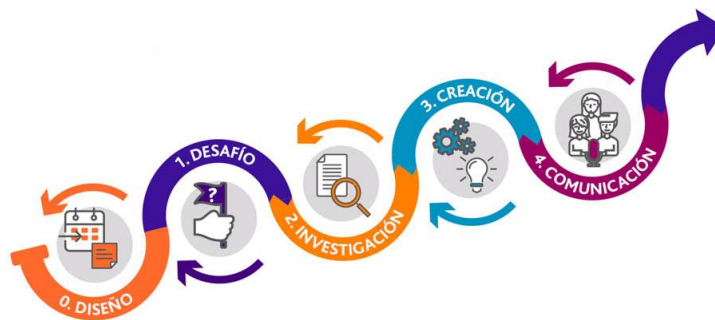 0. DISEÑO
1. DESAFÍO
?
2. INVESTIGACIÓN
3. CREACIÓN
4. COMUNICACIÓN